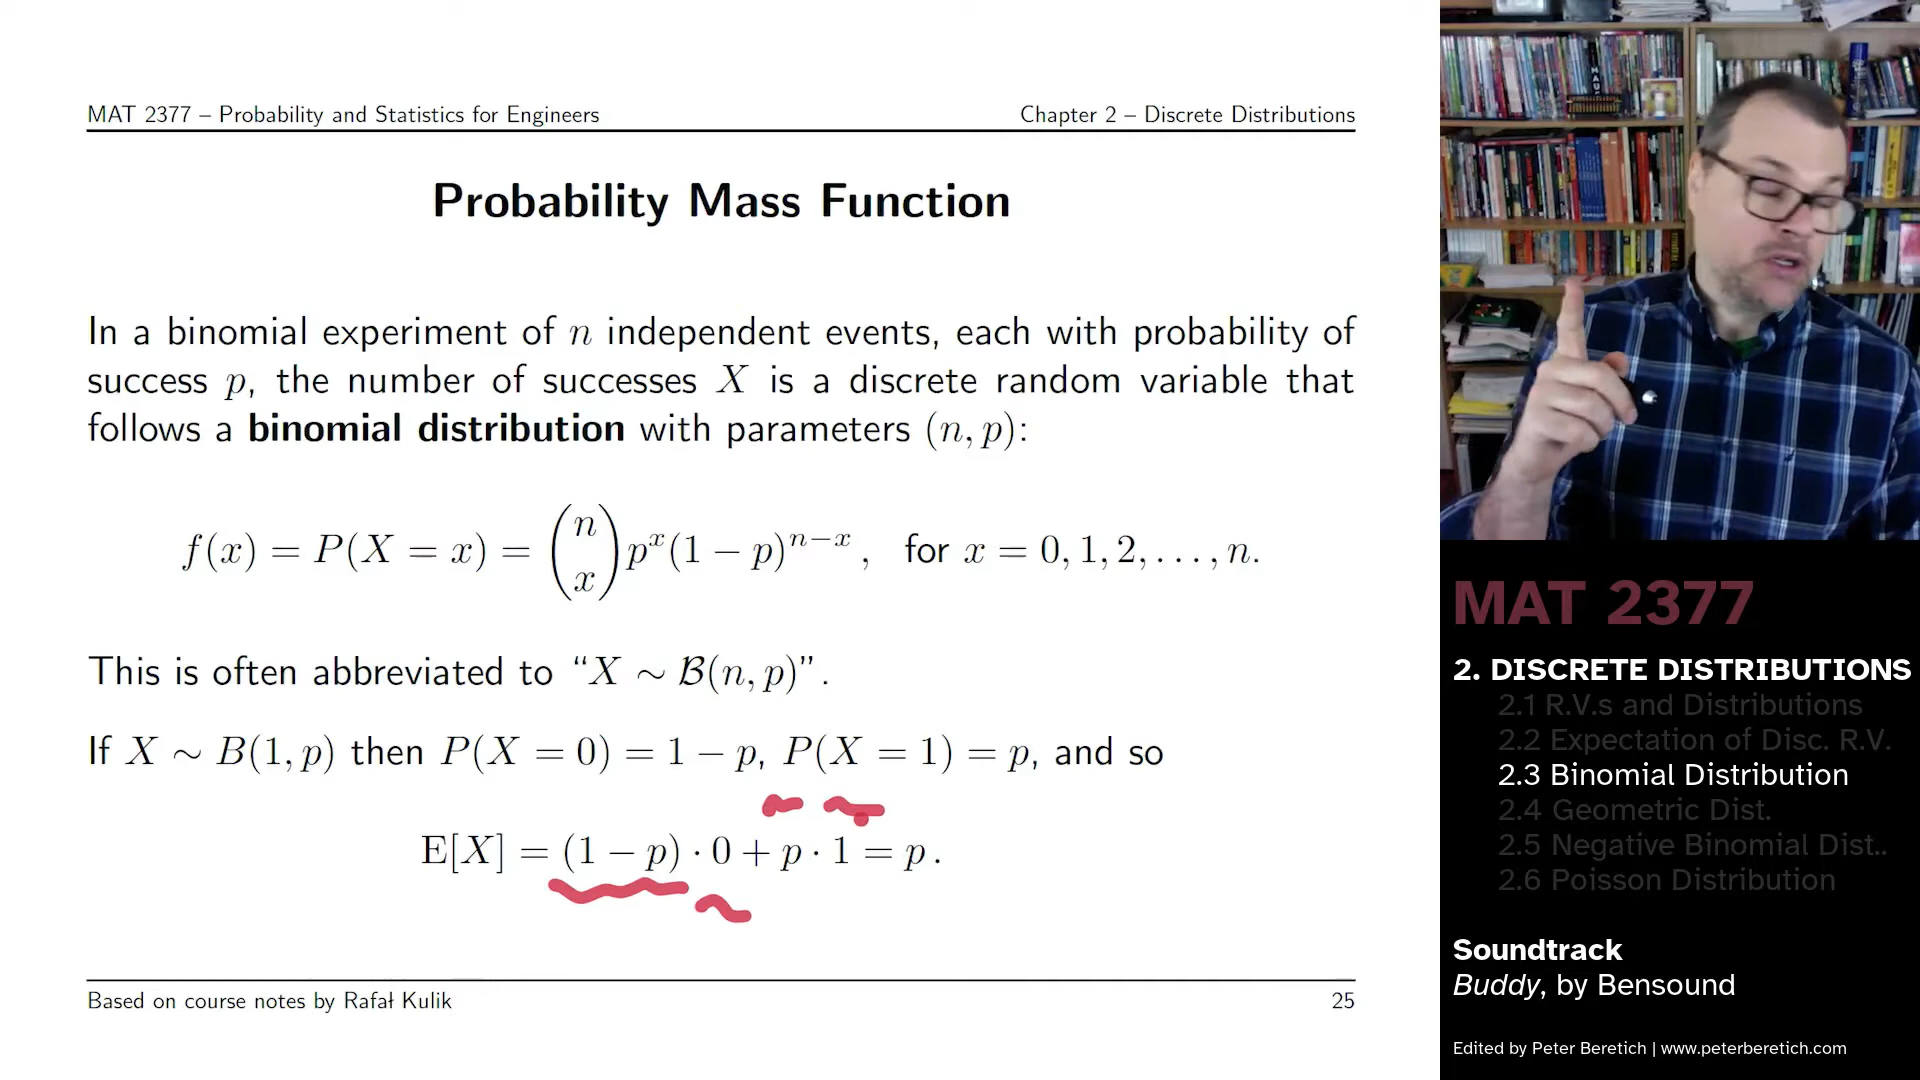 MAT 2377 – Probability and Statistics for Engineers
Chapter 2 – Discrete Distributions
Probability Mass Function
In a binomial experiment of n independent events, each with probability of
success p, the number of successes X is a discrete random variable that
follows a binomial distribution with parameters (n, p):
f(x) = P(X = x) = (n x) pˣ(1 − p)ⁿ⁻ˣ , for x = 0, 1, 2, . . . , n.
This is often abbreviated to “X ∼ B(n, p)”.
If X ∼ B(1, p) then P(X = 0) = 1 − p, P(X = 1) = p, and so
E[X] = (1 − p) · 0 + p · 1 = p .
Based on course notes by Rafał Kulik
25
MAT 2377
2. DISCRETE DISTRIBUTIONS
2.1 R.V.s and Distributions
2.2 Expectation of Disc. R.V.
2.3 Binomial Distribution
2.4 Geometric Dist.
2.5 Negative Binomial Dist..
2.6 Poisson Distribution
Soundtrack
Buddy, by Bensound
Edited by Peter Beretich | www.peterberetich.com